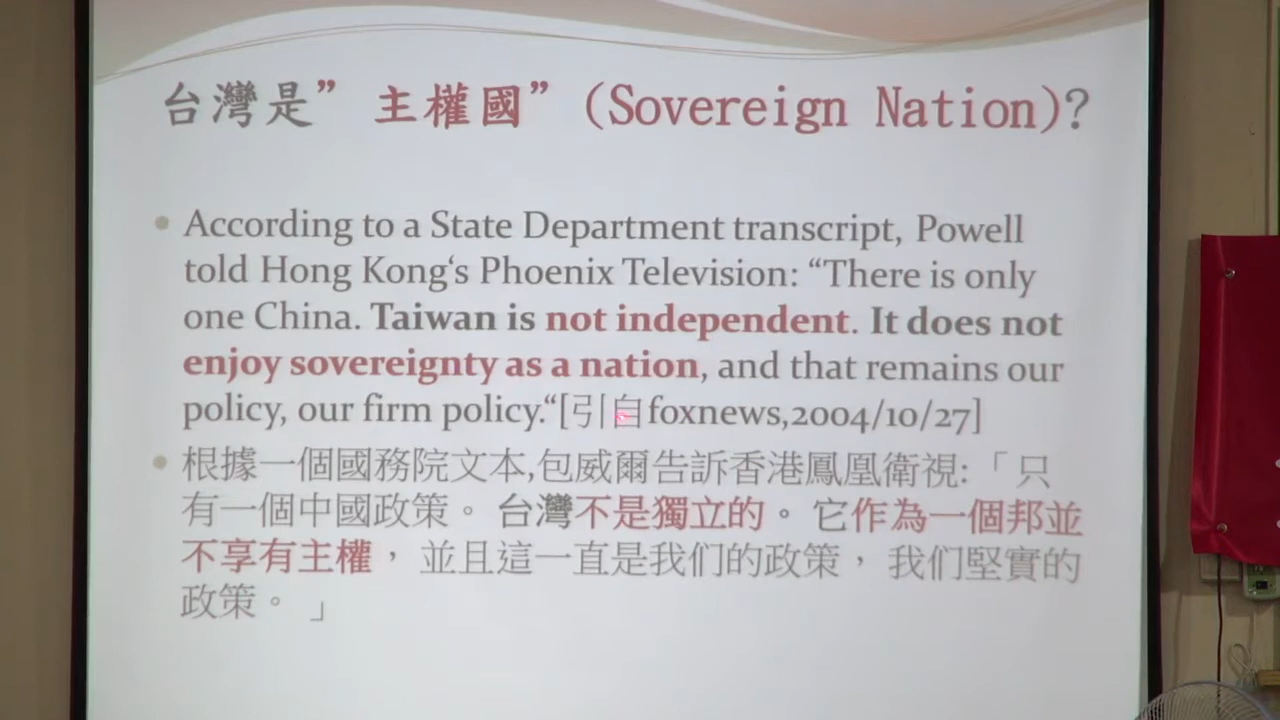 台灣是”主權國”(Sovereign Nation)?
According to a State Department transcript, Powell
told Hong Kong‘s Phoenix Television: “There is only
one China. Taiwan is not independent. It does not
enjoy sovereignty as a nation, and that remains our
policy, our firm policy.“[引自foxnews,2004/10/27]
根據一個國務院文本,包威爾告訴香港鳳凰衛視:「只
有一個中國政策。台灣不是獨立的。它作為一個邦並
不享有主權，並且這一直是我们的政策，我们堅實的
政策。」